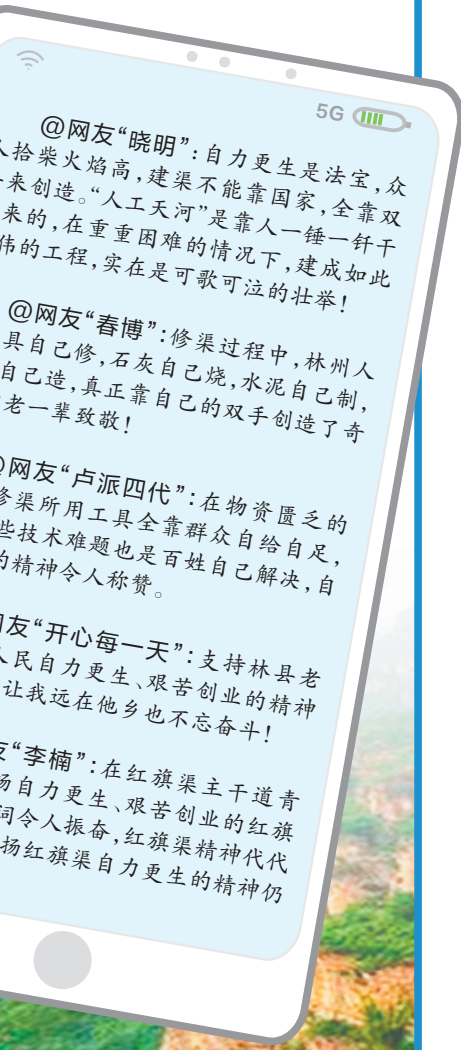 5G
@网友“晓明”:自力更生是法宝,众
人拾柴火焰高,建渠不能靠国家,全靠双
来创造。“人工天河”是靠人一锤一钎干
来的,在重重困难的情况下,建成如此
伟的工程,实在是可歌可泣的壮举!
@网友“春博”:修渠过程中,林州人
具自己修,石灰自己烧,水泥自己制,
自己造,真正靠自己的双手创造了奇
老一辈致敬!
@网友“卢派四代”:在物资匮乏的
修渠所用工具全靠群众自给自足,
些技术难题也是百姓自己解决,自
的精神令人称赞。
网友“开心每一天”:支持林县老
人民自力更生、艰苦创业的精神
让我远在他乡也不忘奋斗!
友“李楠”:在红旗渠主干道青
扬自力更生、艰苦创业的红旗
词令人振奋,红旗渠精神代代
扬红旗渠自力更生的精神仍